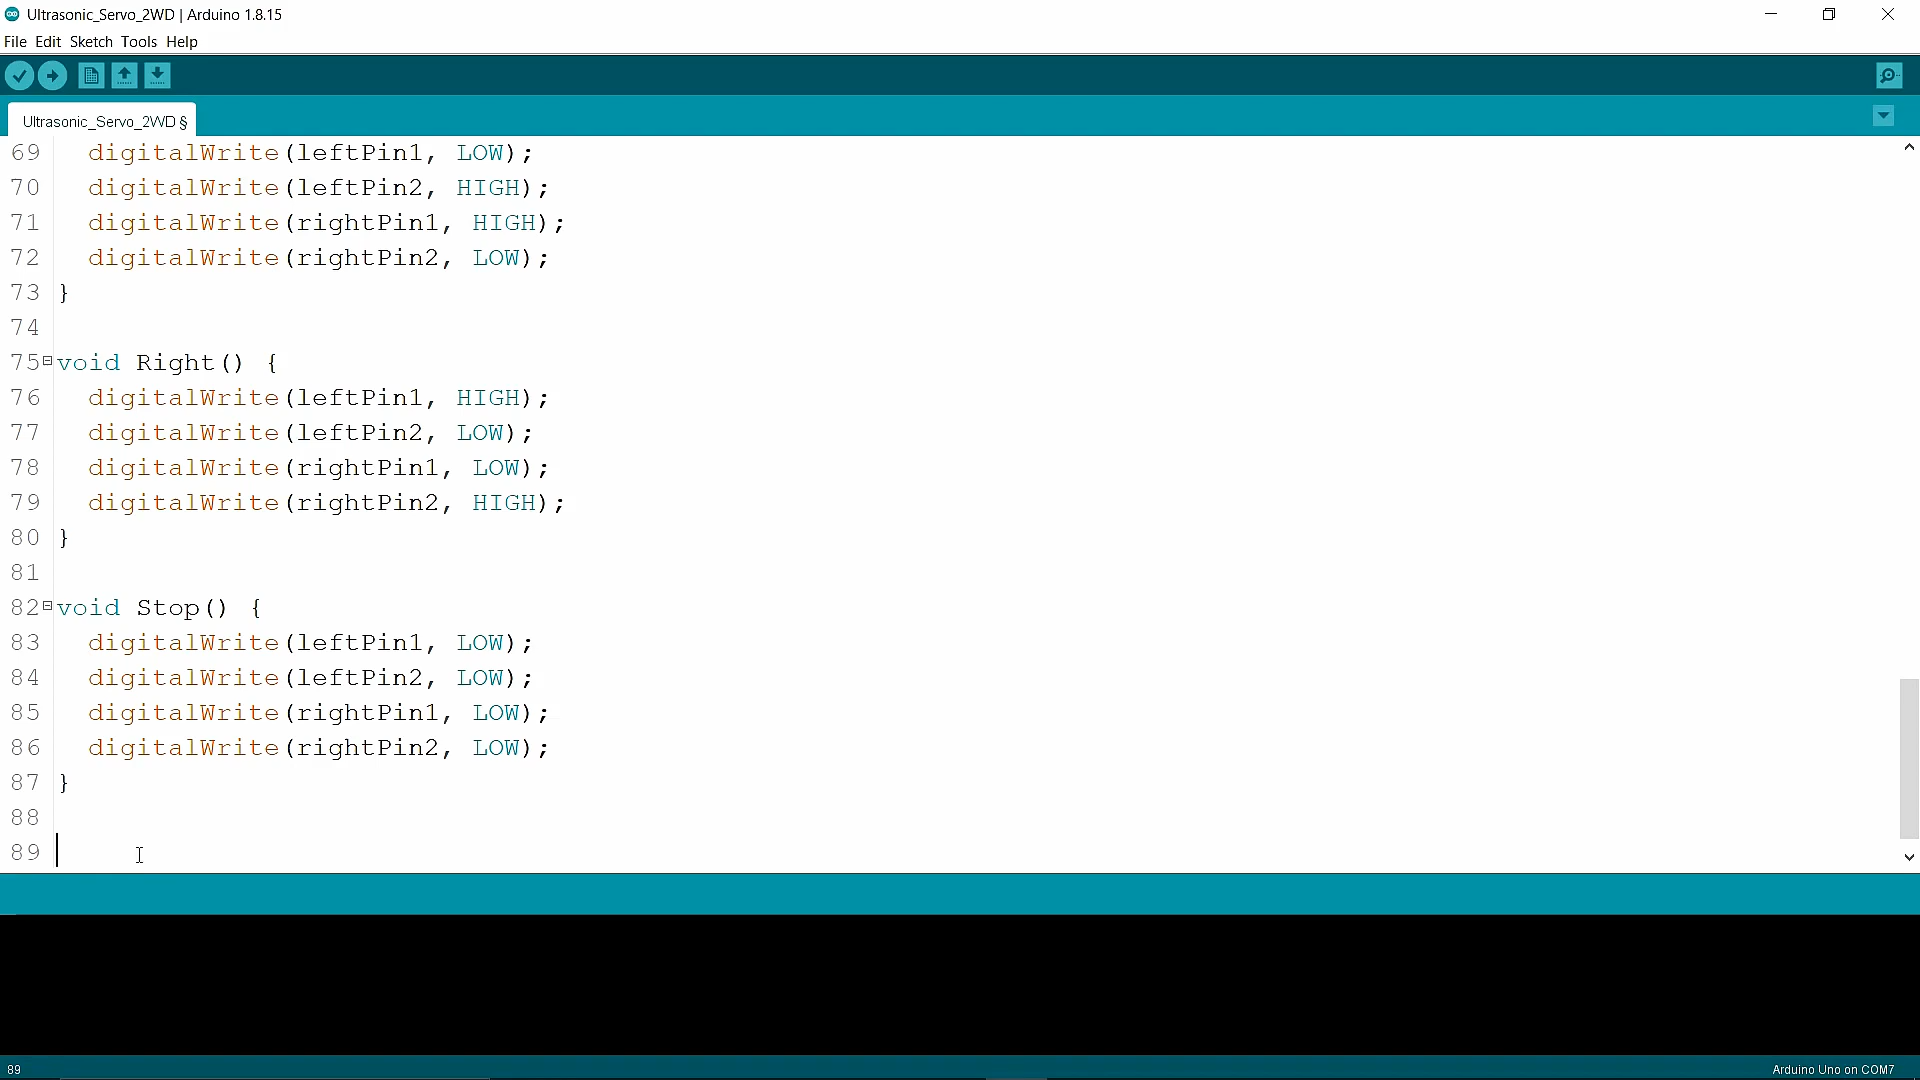 Ultrasonic_Servo_2WD | Arduino 1.8.15
File Edit Sketch Tools Help
Ultrasonic_Servo_2WD §
69 digitalWrite(leftPin1, LOW);
70 digitalWrite(leftPin2, HIGH);
71 digitalWrite(rightPin1, HIGH);
72 digitalWrite(rightPin2, LOW);
73 }
74
75 void Right() {
76 digitalWrite(leftPin1, HIGH);
77 digitalWrite(leftPin2, LOW);
78 digitalWrite(rightPin1, LOW);
79 digitalWrite(rightPin2, HIGH);
80 }
81
82 void Stop() {
83 digitalWrite(leftPin1, LOW);
84 digitalWrite(leftPin2, LOW);
85 digitalWrite(rightPin1, LOW);
86 digitalWrite(rightPin2, LOW);
87 }
88
89
89 Arduino Uno on COM7